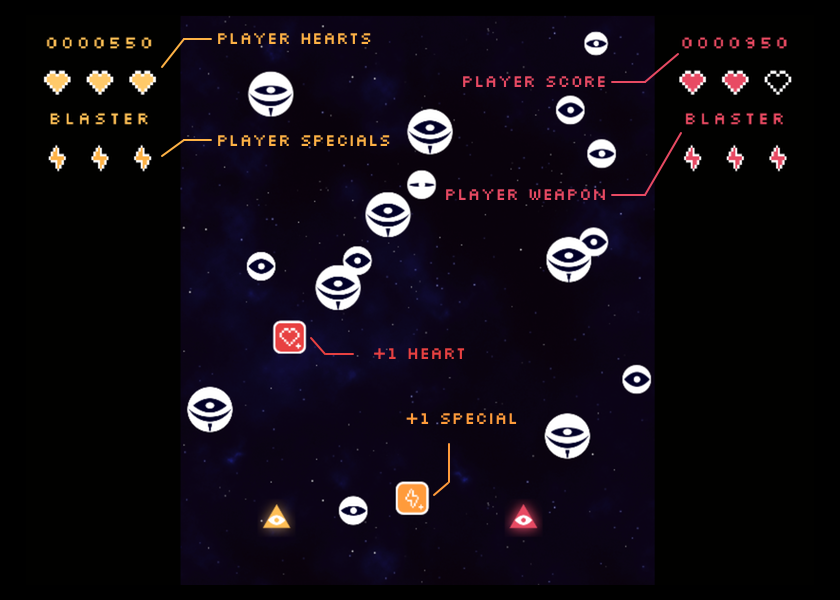 0000550
BLASTER
PLAYER HEARTS
PLAYER SPECIALS
0000950
BLASTER
PLAYER SCORE
PLAYER WEAPON
+1 HEART
+1 SPECIAL